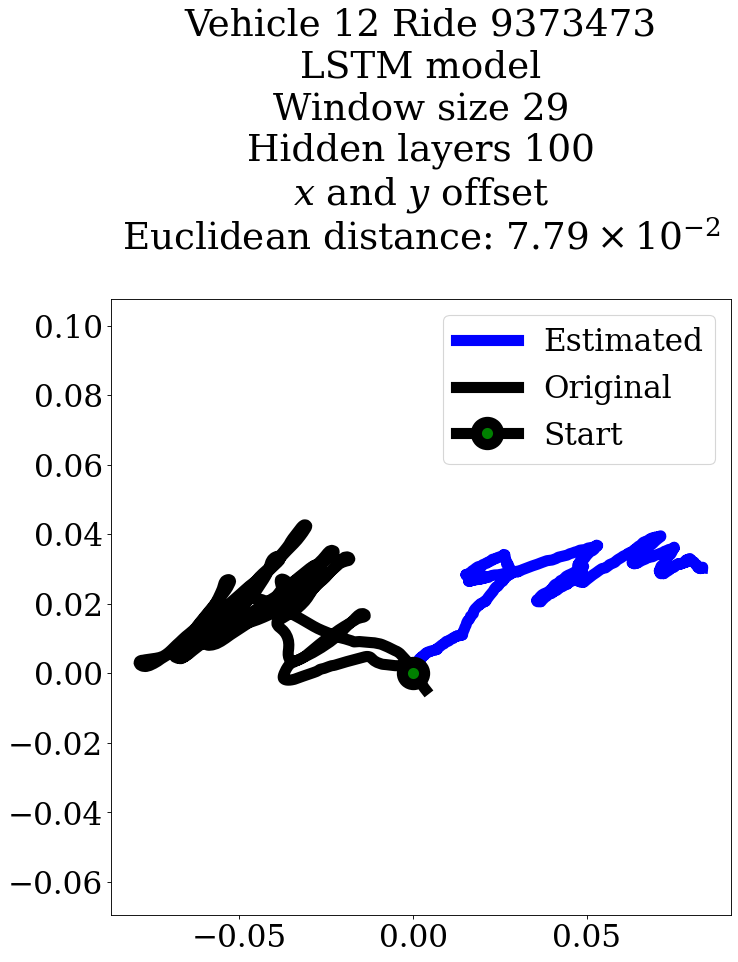 Vehicle 12 Ride 9373473
LSTM model
Window size 29
Hidden layers 100
x and y offset
Euclidean distance: 7.79 × 10⁻²
Estimated
Original
Start
0.10
0.08
0.06
0.04
0.02
0.00
−0.02
−0.04
−0.06
−0.05 0.00 0.05